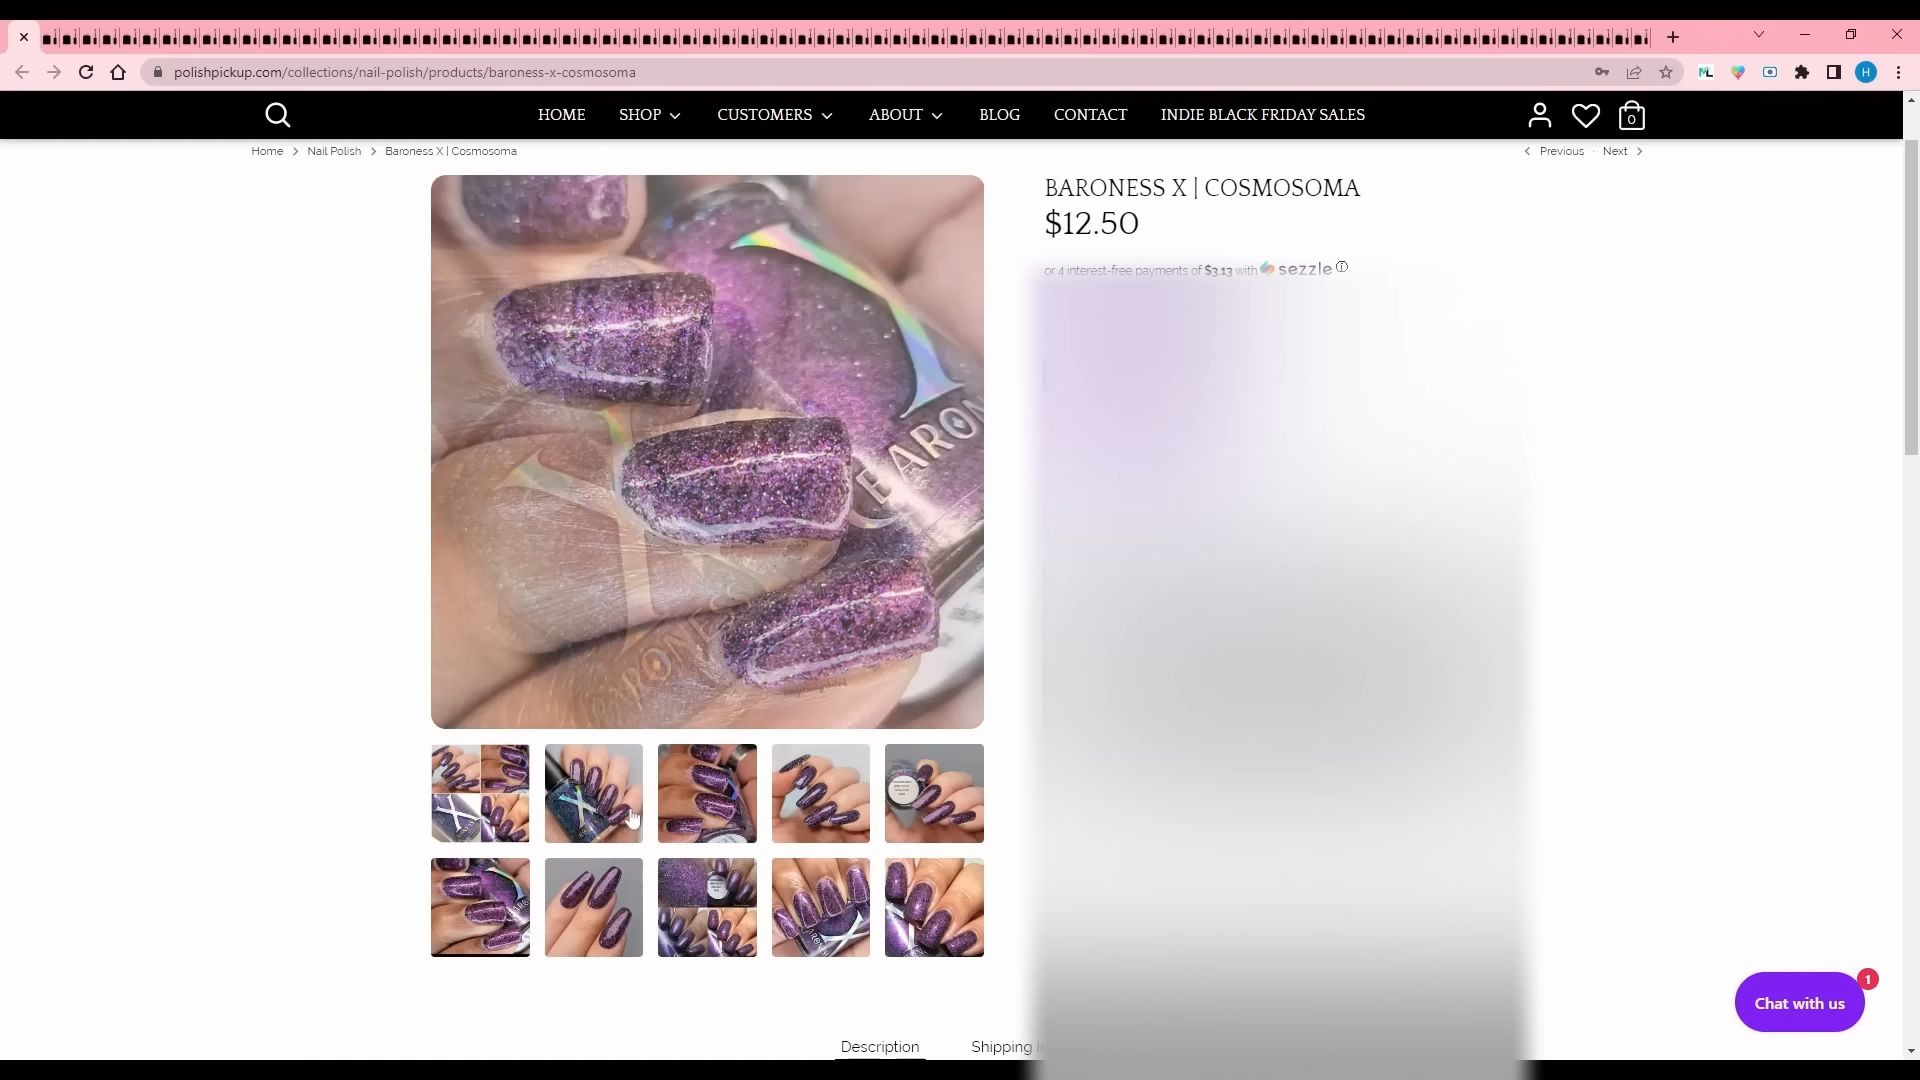 polishpickup.com/collections/nail-polish/products/baroness-x-cosmosoma
H
HOME SHOP CUSTOMERS ABOUT BLOG CONTACT INDIE BLACK FRIDAY SALES
0
Home > Nail Polish > Baroness X | Cosmosoma
< Previous · Next >
BARONESS X | COSMOSOMA
$12.50
or 4 interest-free payments of $3.13 with sezzle
BARON
Description
Shipping
1
Chat with us